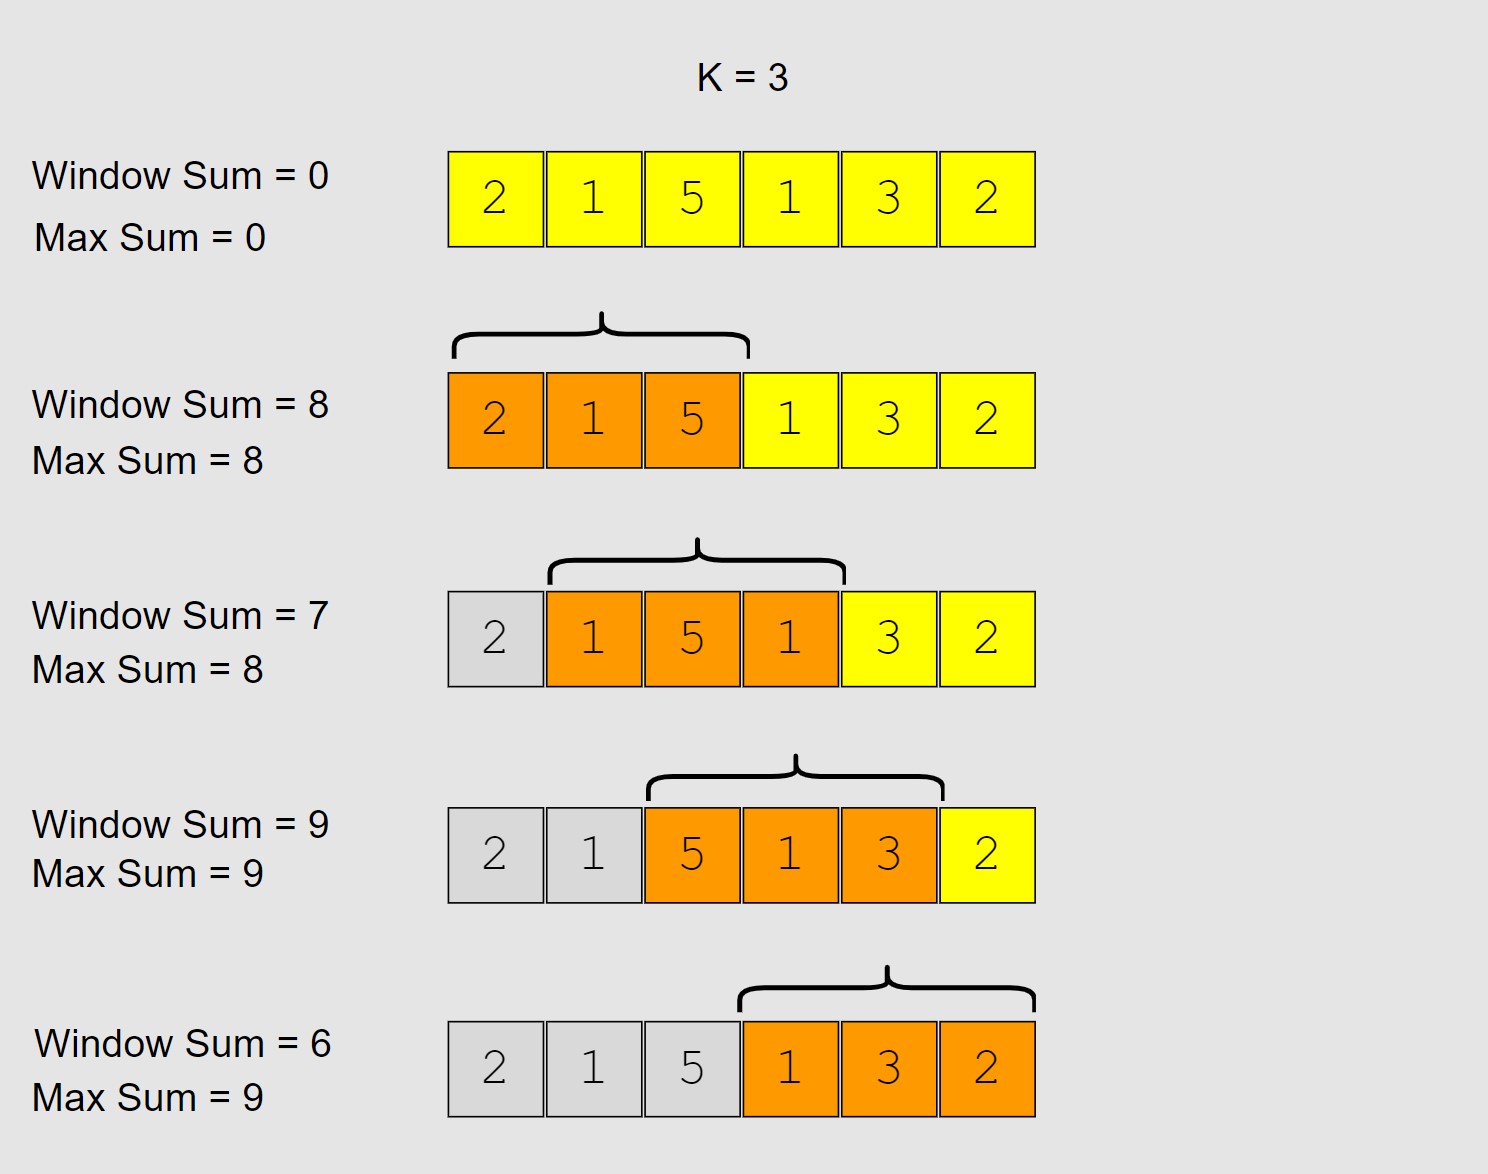 K = 3
Window Sum = 0
Max Sum = 0
2 1 5 1 3 2
Window Sum = 8
Max Sum = 8
2 1 5 1 3 2
Window Sum = 7
Max Sum = 8
2 1 5 1 3 2
Window Sum = 9
Max Sum = 9
2 1 5 1 3 2
Window Sum = 6
Max Sum = 9
2 1 5 1 3 2